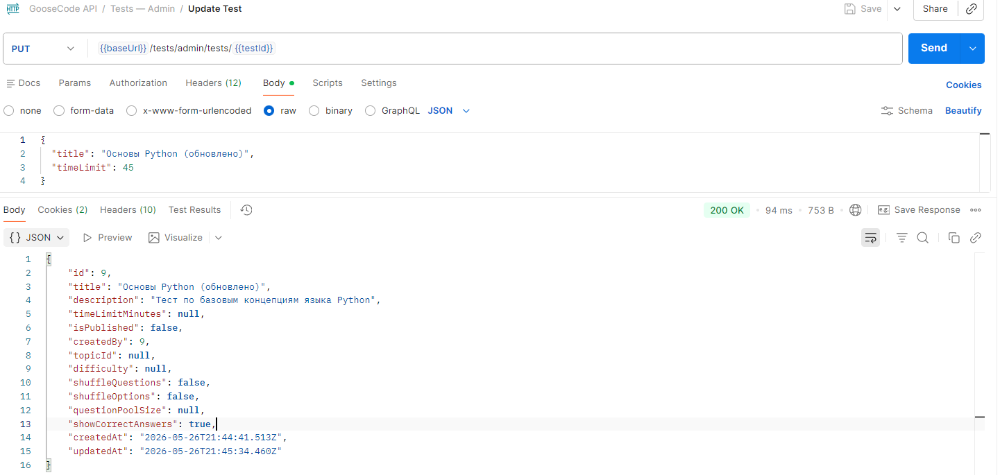 HTTP GooseCode API / Tests — Admin / Update Test Save Share
PUT {{baseUrl}}/tests/admin/tests/{{testId}} Send
Docs Params Authorization Headers (12) Body Scripts Settings Cookies
none form-data x-www-form-urlencoded raw binary GraphQL JSON Schema Beautify
1 {
2 "title": "Основы Python (обновлено)",
3 "timeLimit": 45
4 }
Body Cookies (2) Headers (10) Test Results 200 OK • 94 ms • 753 B • e.g. Save Response
{} JSON Preview Visualize
1 {
2 "id": 9,
3 "title": "Основы Python (обновлено)",
4 "description": "Тест по базовым концепциям языка Python",
5 "timeLimitMinutes": null,
6 "isPublished": false,
7 "createdBy": 9,
8 "topicId": null,
9 "difficulty": null,
10 "shuffleQuestions": false,
11 "shuffleOptions": false,
12 "questionPoolSize": null,
13 "showCorrectAnswers": true,
14 "createdAt": "2026-05-26T21:44:41.513Z",
15 "updatedAt": "2026-05-26T21:45:34.460Z"
16 }